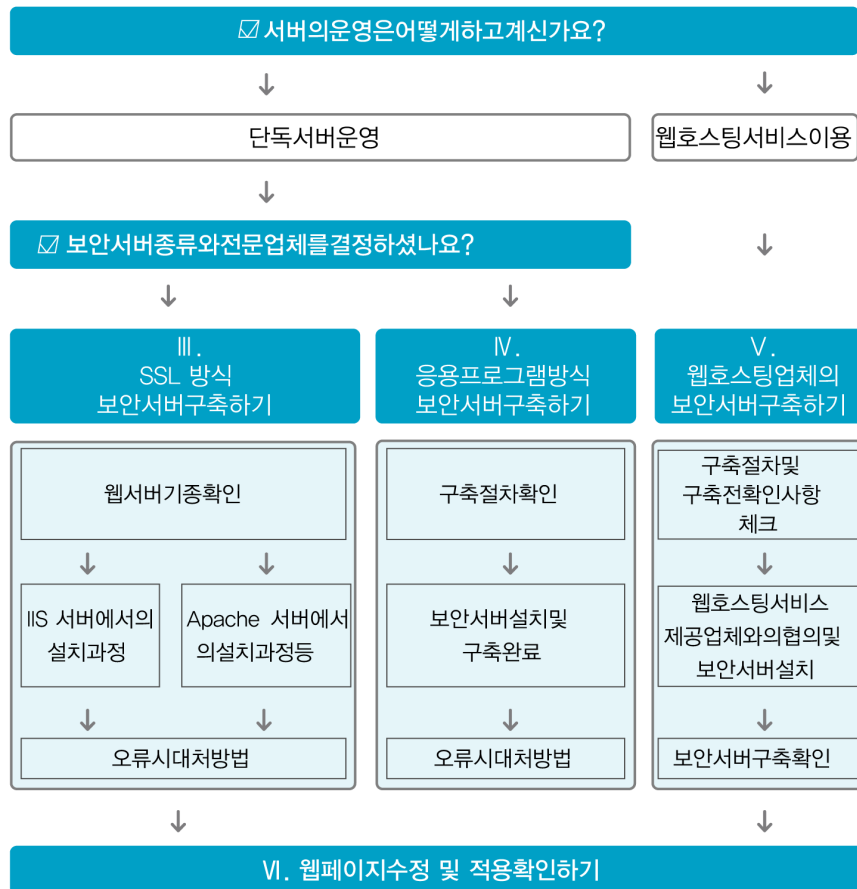 ☑ 서버의운영은어떻게하고계신가요?
단독서버운영
웹호스팅서비스이용
☑ 보안서버종류와전문업체를결정하셨나요?
Ⅲ.
SSL 방식
보안서버구축하기
Ⅳ.
응용프로그램방식
보안서버구축하기
Ⅴ.
웹호스팅업체의
보안서버구축하기
웹서버기종확인
IIS 서버에서의
설치과정
Apache 서버에서
의설치과정등
오류시대처방법
구축절차확인
보안서버설치및
구축완료
오류시대처방법
구축절차및
구축전확인사항
체크
웹호스팅서비스
제공업체와의협의및
보안서버설치
보안서버구축확인
Ⅵ. 웹페이지수정 및 적용확인하기